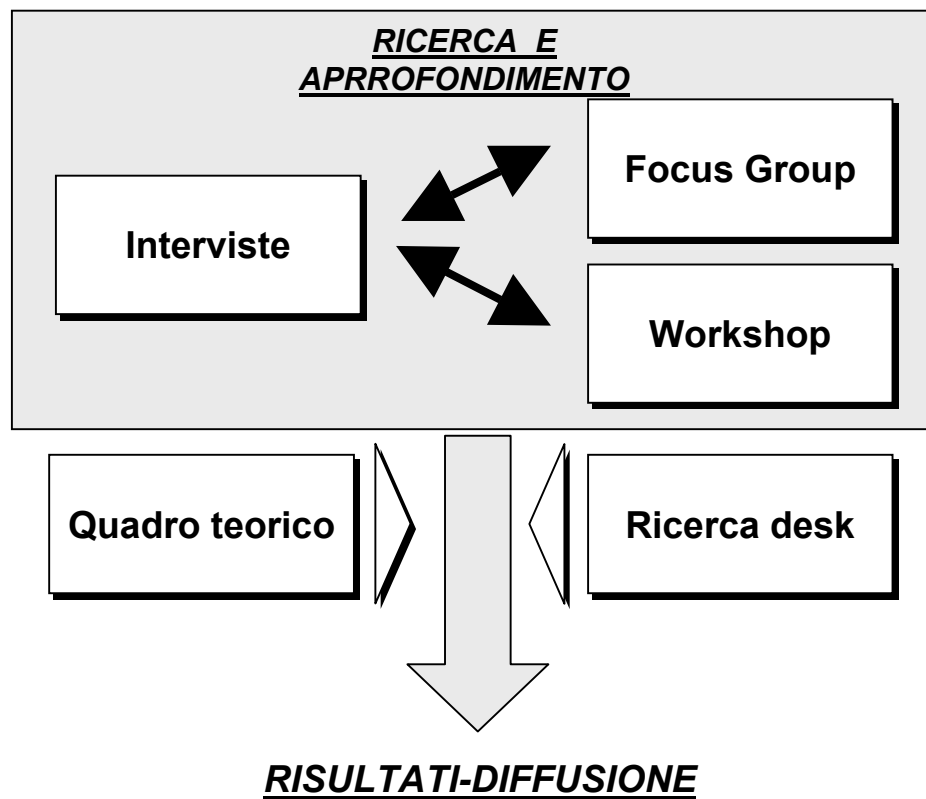 RICERCA E
APRROFONDIMENTO
Focus Group
Interviste
Workshop
Quadro teorico
Ricerca desk
RISULTATI-DIFFUSIONE